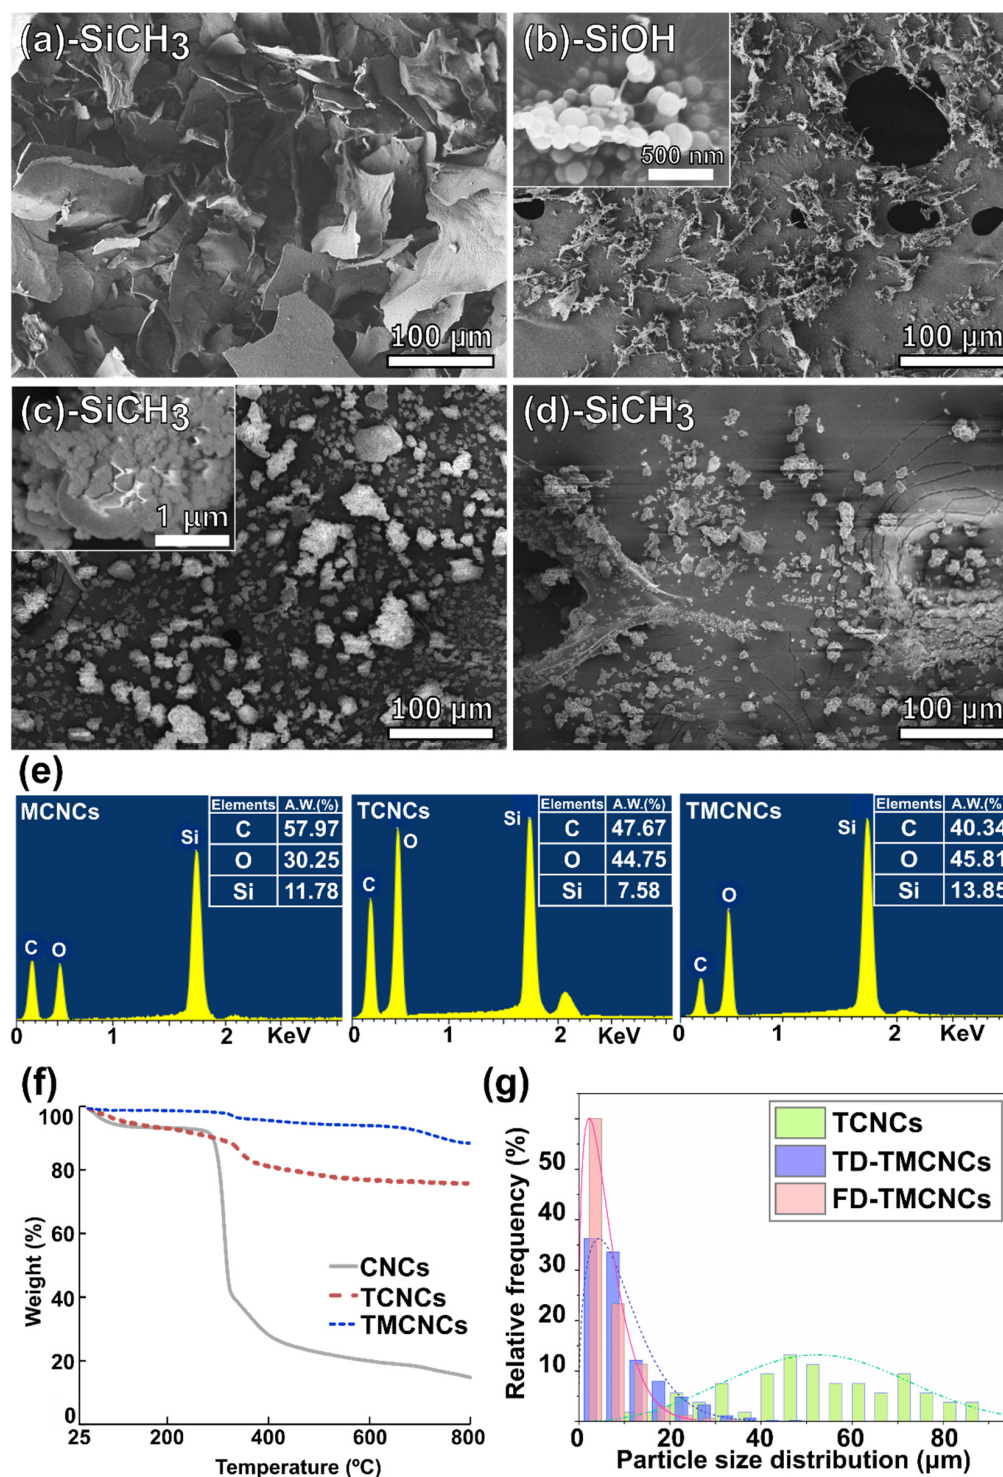 (a)-SiCH3
100 µm
(b)-SiOH
500 nm
100 µm
(c)-SiCH3
1 µm
100 µm
(d)-SiCH3
100 µm
(e)
MCNCs
Elements A.W.(%)
C 57.97
O 30.25
Si 11.78
Si
C O
0 1 2 KeV
TCNCs
Elements A.W.(%)
C 47.67
O 44.75
Si 7.58
Si
O
C
0 1 2 KeV
TMCNCs
Elements A.W.(%)
C 40.34
O 45.81
Si 13.85
Si
O
C
0 1 2 KeV
(f)
Weight (%)
100
80
60
40
20
0
CNCs
TCNCs
TMCNCs
25 200 400 600 800
Temperature (ºC)
(g)
Relative frequency (%)
50
40
30
20
10
TCNCs
TD-TMCNCs
FD-TMCNCs
0 20 40 60 80
Particle size distribution (µm)